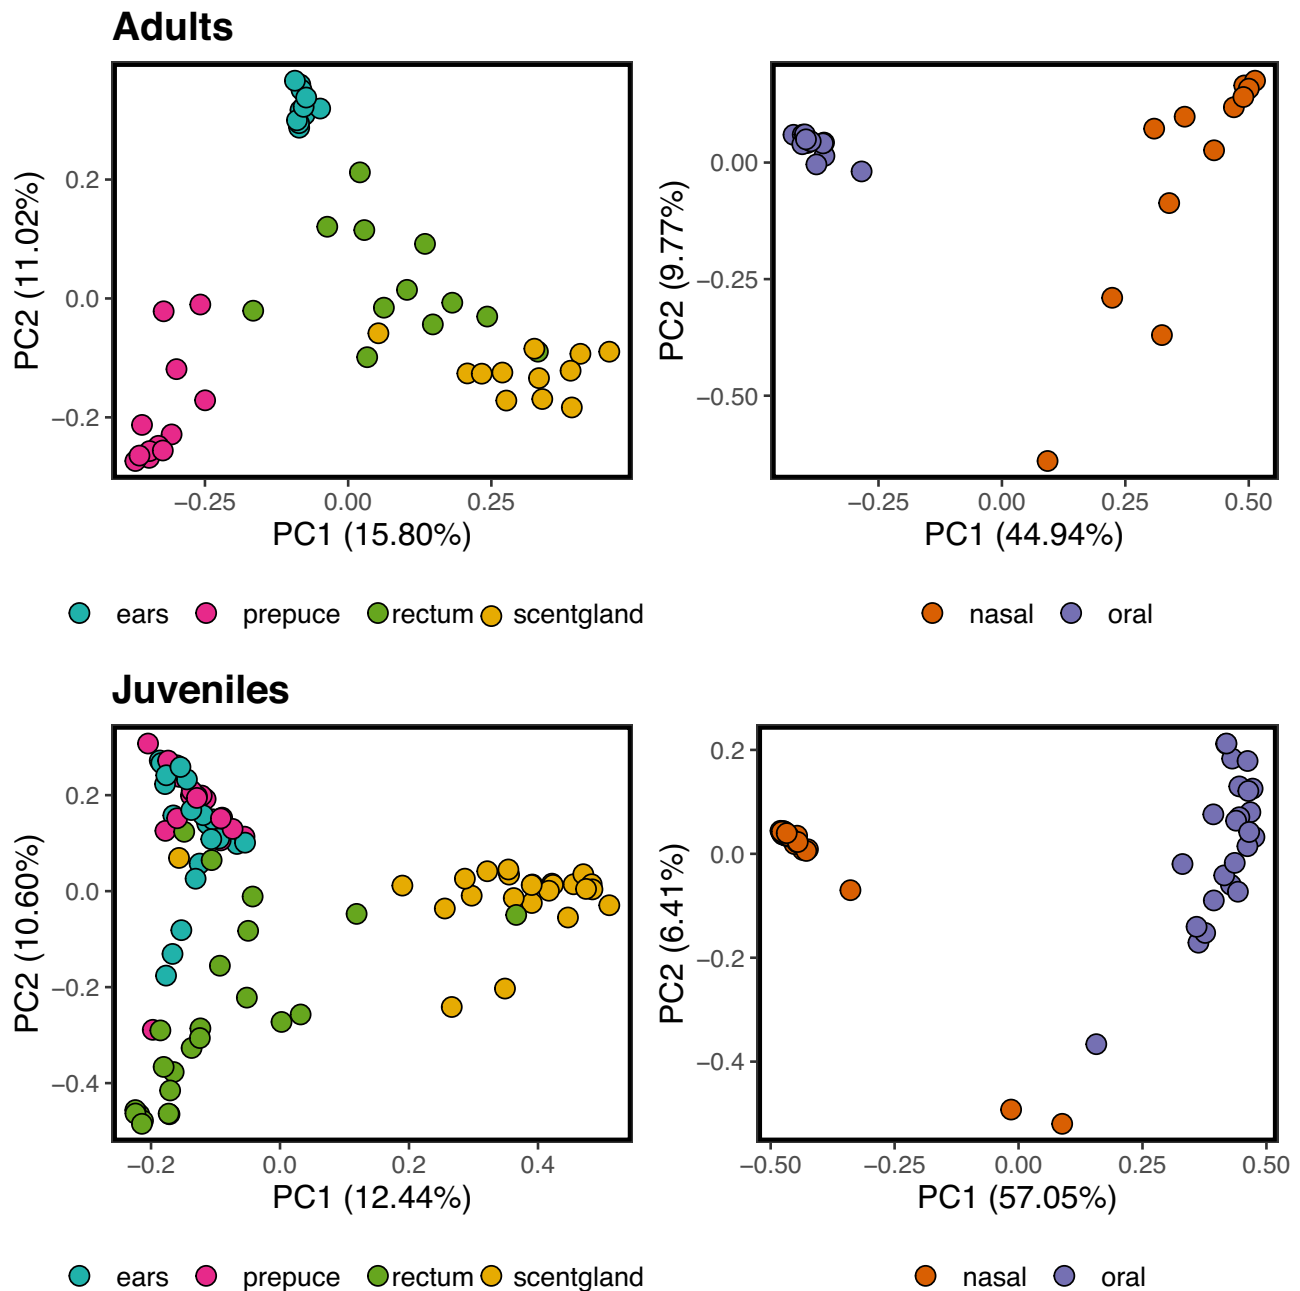 Adults
PC2 (11.02%)
0.2
0.0
−0.2
−0.25 0.00 0.25
PC1 (15.80%)
PC2 (9.77%)
0.00
−0.25
−0.50
−0.25 0.00 0.25 0.50
PC1 (44.94%)
ears prepuce rectum scentgland
nasal oral
Juveniles
PC2 (10.60%)
0.2
0.0
−0.2
−0.4
−0.2 0.0 0.2 0.4
PC1 (12.44%)
PC2 (6.41%)
0.2
0.0
−0.2
−0.4
−0.50 −0.25 0.00 0.25 0.50
PC1 (57.05%)
ears prepuce rectum scentgland
nasal oral